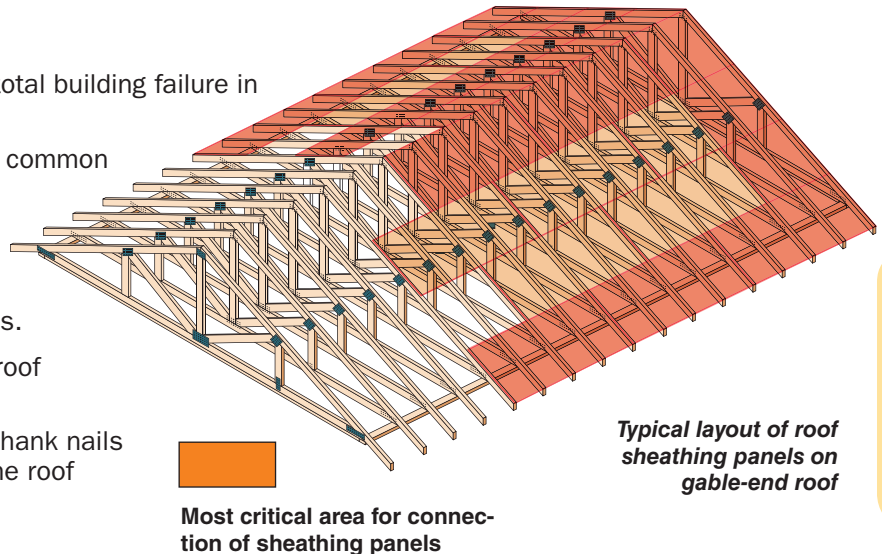 otal building failure in
common
s.
roof
hank nails
e roof
Most critical area for connec-
tion of sheathing panels
Typical layout of roof
sheathing panels on
gable-end roof